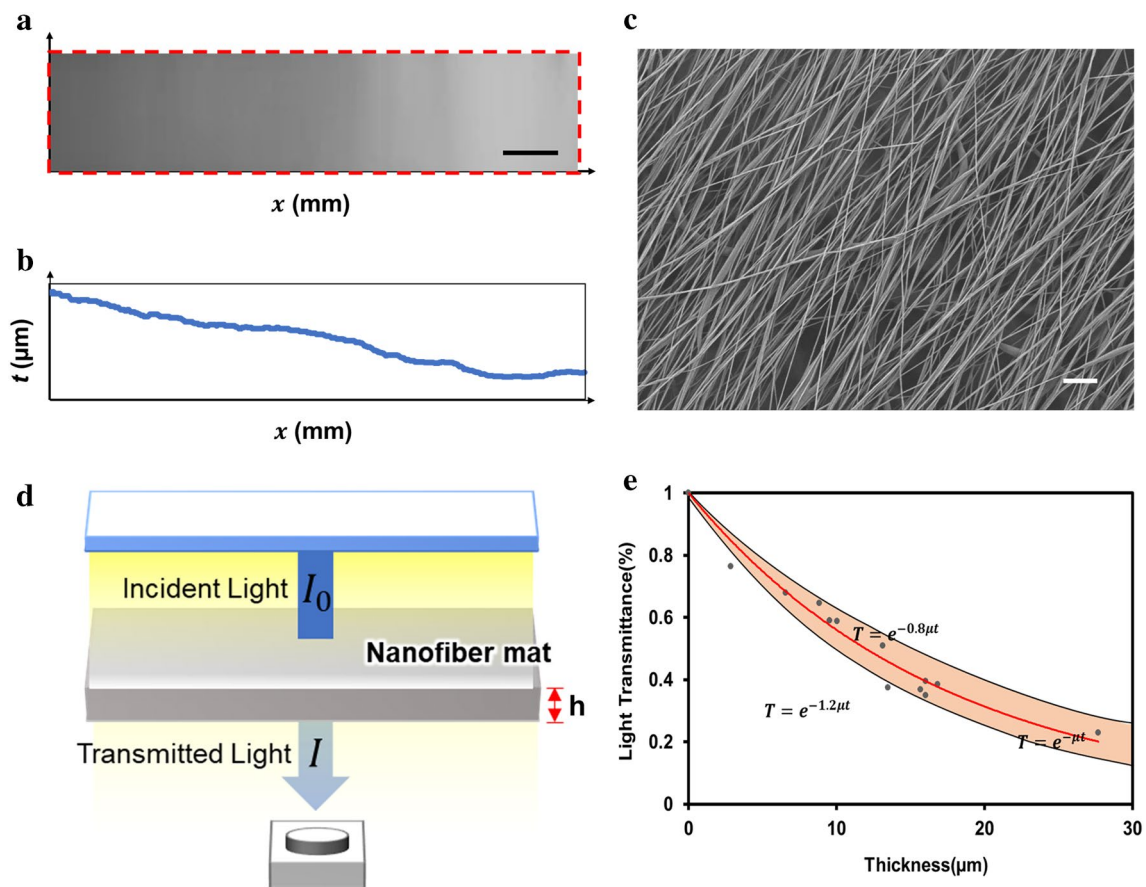 a
x (mm)
b
t (μm)
x (mm)
c
d
Incident Light
I₀
Nanofiber mat
h
Transmitted Light
I
e
Light Transmittance(%)
1
0.8
0.6
0.4
0.2
0
T = e^{-0.8μt}
T = e^{-1.2μt}
T = e^{-μt}
0 10 20 30
Thickness(μm)